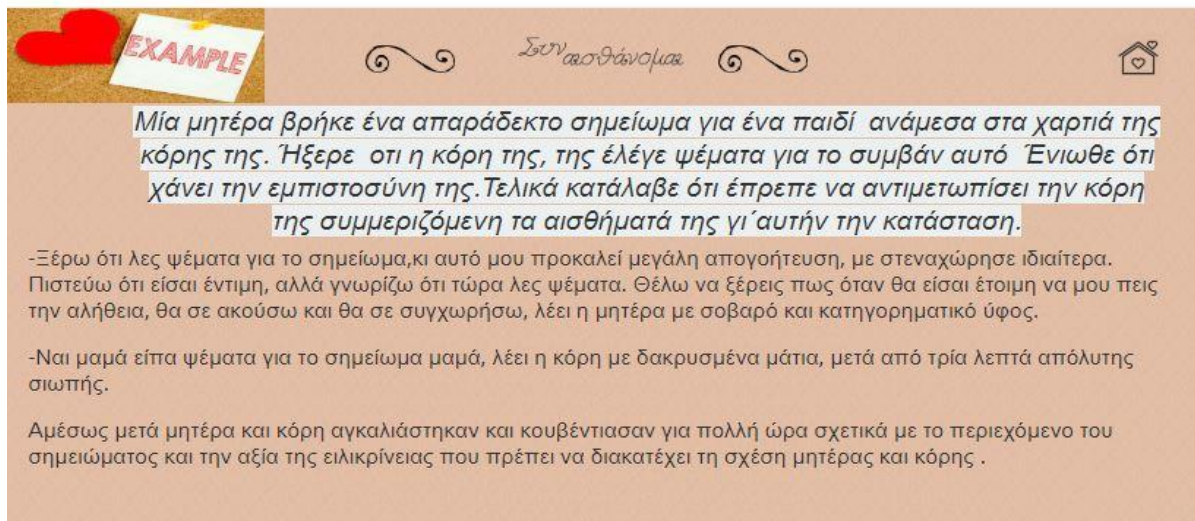 EXAMPLE
Συναισθάνομαι
Μία μητέρα βρήκε ένα απαράδεκτο σημείωμα για ένα παιδί  ανάμεσα στα χαρτιά της
κόρης της. Ήξερε  οτι η κόρη της, της έλέγε ψέματα για το συμβάν αυτό  Ένιωθε ότι
χάνει την εμπιστοσύνη της.Τελικά κατάλαβε ότι έπρεπε να αντιμετωπίσει την κόρη
της συμμεριζόμενη τα αισθήματά της γι΄αυτήν την κατάσταση.
-Ξέρω ότι λες ψέματα για το σημείωμα,κι αυτό μου προκαλεί μεγάλη απογοήτευση, με στεναχώρησε ιδιαίτερα.
Πιστεύω ότι είσαι έντιμη, αλλά γνωρίζω ότι τώρα λες ψέματα. Θέλω να ξέρεις πως όταν θα είσαι έτοιμη να μου πεις
την αλήθεια, θα σε ακούσω και θα σε συγχωρήσω, λέει η μητέρα με σοβαρό και κατηγορηματικό ύφος.
-Ναι μαμά είπα ψέματα για το σημείωμα μαμά, λέει η κόρη με δακρυσμένα μάτια, μετά από τρία λεπτά απόλυτης
σιωπής.
Αμέσως μετά μητέρα και κόρη αγκαλιάστηκαν και κουβέντιασαν για πολλή ώρα σχετικά με το περιεχόμενο του
σημειώματος και την αξία της ειλικρίνειας που πρέπει να διακατέχει τη σχέση μητέρας και κόρης .